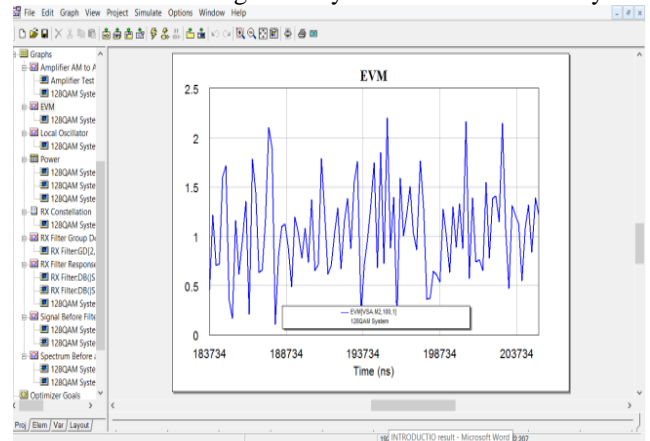 File Edit Graph View Project Simulate Options Window Help
Graphs
Amplifier AM to A
Amplifier Test
128QAM Syste
EVM
128QAM Syste
Local Oscillator
128QAM Syste
Power
128QAM Syste
128QAM Syste
128QAM Syste
RX Constellation
128QAM Syste
RX Filter Group De
RX Filter:GD(2,
RX Filter Response
RX Filter:DB(|S
RX Filter:DB(|S
128QAM Syste
Signal Before Filte
128QAM Syste
128QAM Syste
Spectrum Before a
128QAM Syste
Optimizer Goals
Proj Elem Var Layout
EVM
2.5
2
1.5
1
0.5
0
EVM[VSA.M2,100,1]
128QAM System
183734 188734 193734 198734 203734
Time (ns)
INTRODUCTIO result - Microsoft Word